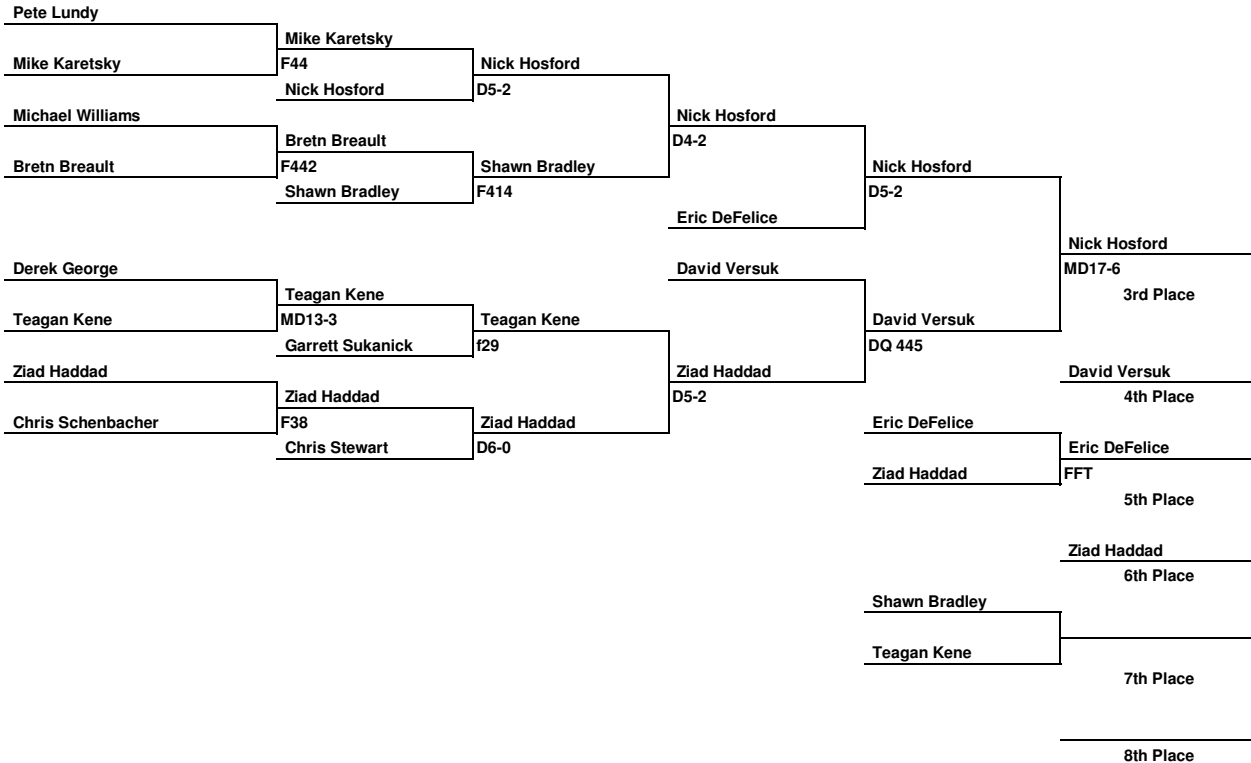 Pete Lundy
Mike Karetsky
Mike Karetsky
F44
Nick Hosford
Nick Hosford
D5-2
Michael Williams
Nick Hosford
Bretn Breault
D4-2
Bretn Breault
F442
Shawn Bradley
Nick Hosford
Shawn Bradley
F414
D5-2
Eric DeFelice
Nick Hosford
Derek George
David Versuk
MD17-6
Teagan Kene
3rd Place
Teagan Kene
MD13-3
Teagan Kene
David Versuk
Garrett Sukanick
f29
DQ 445
Ziad Haddad
Ziad Haddad
David Versuk
Ziad Haddad
D5-2
4th Place
Chris Schenbacher
F38
Ziad Haddad
Eric DeFelice
Chris Stewart
D6-0
Eric DeFelice
Ziad Haddad
FFT
5th Place
Ziad Haddad
6th Place
Shawn Bradley
Teagan Kene
7th Place
8th Place